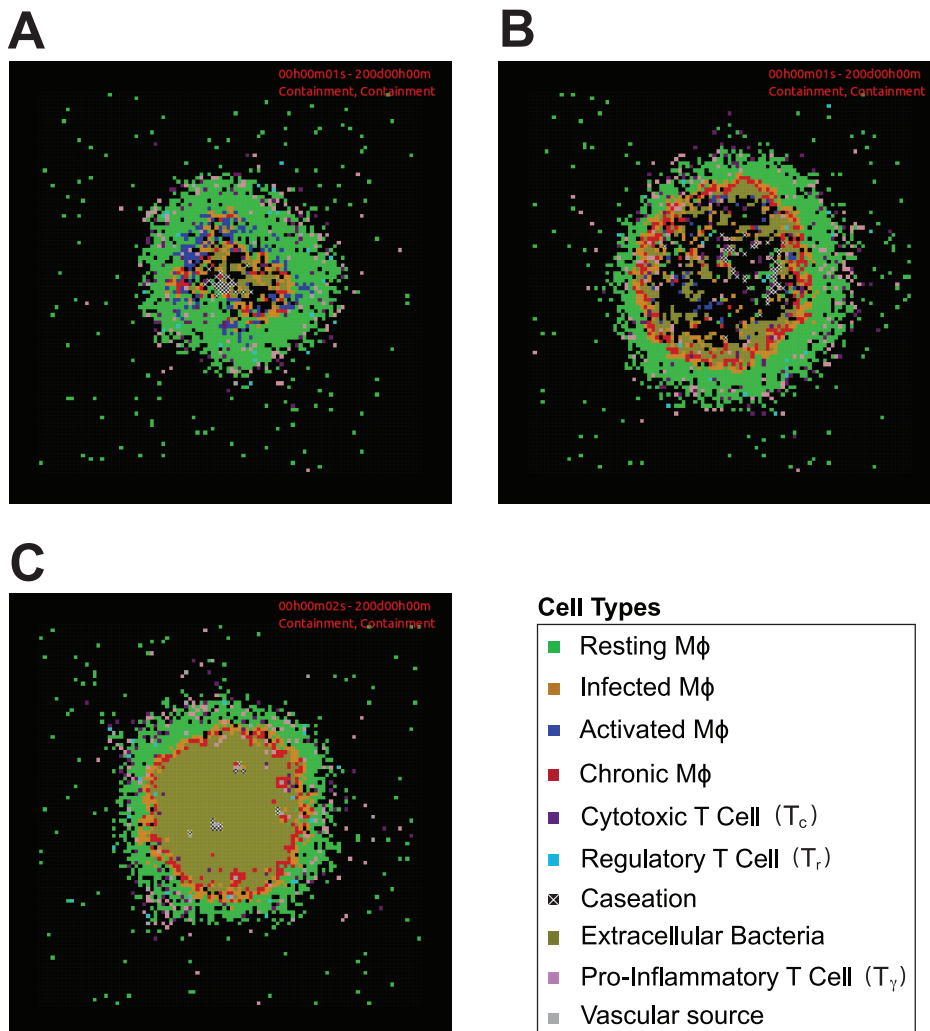 A
00h00m01s - 200d00h00m
Containment, Containment
B
00h00m01s - 200d00h00m
Containment, Containment
C
00h00m02s - 200d00h00m
Containment, Containment
Cell Types
Resting Mϕ
Infected Mϕ
Activated Mϕ
Chronic Mϕ
Cytotoxic T Cell (Tc)
Regulatory T Cell (Tr)
Caseation
Extracellular Bacteria
Pro-Inflammatory T Cell (Tγ)
Vascular source